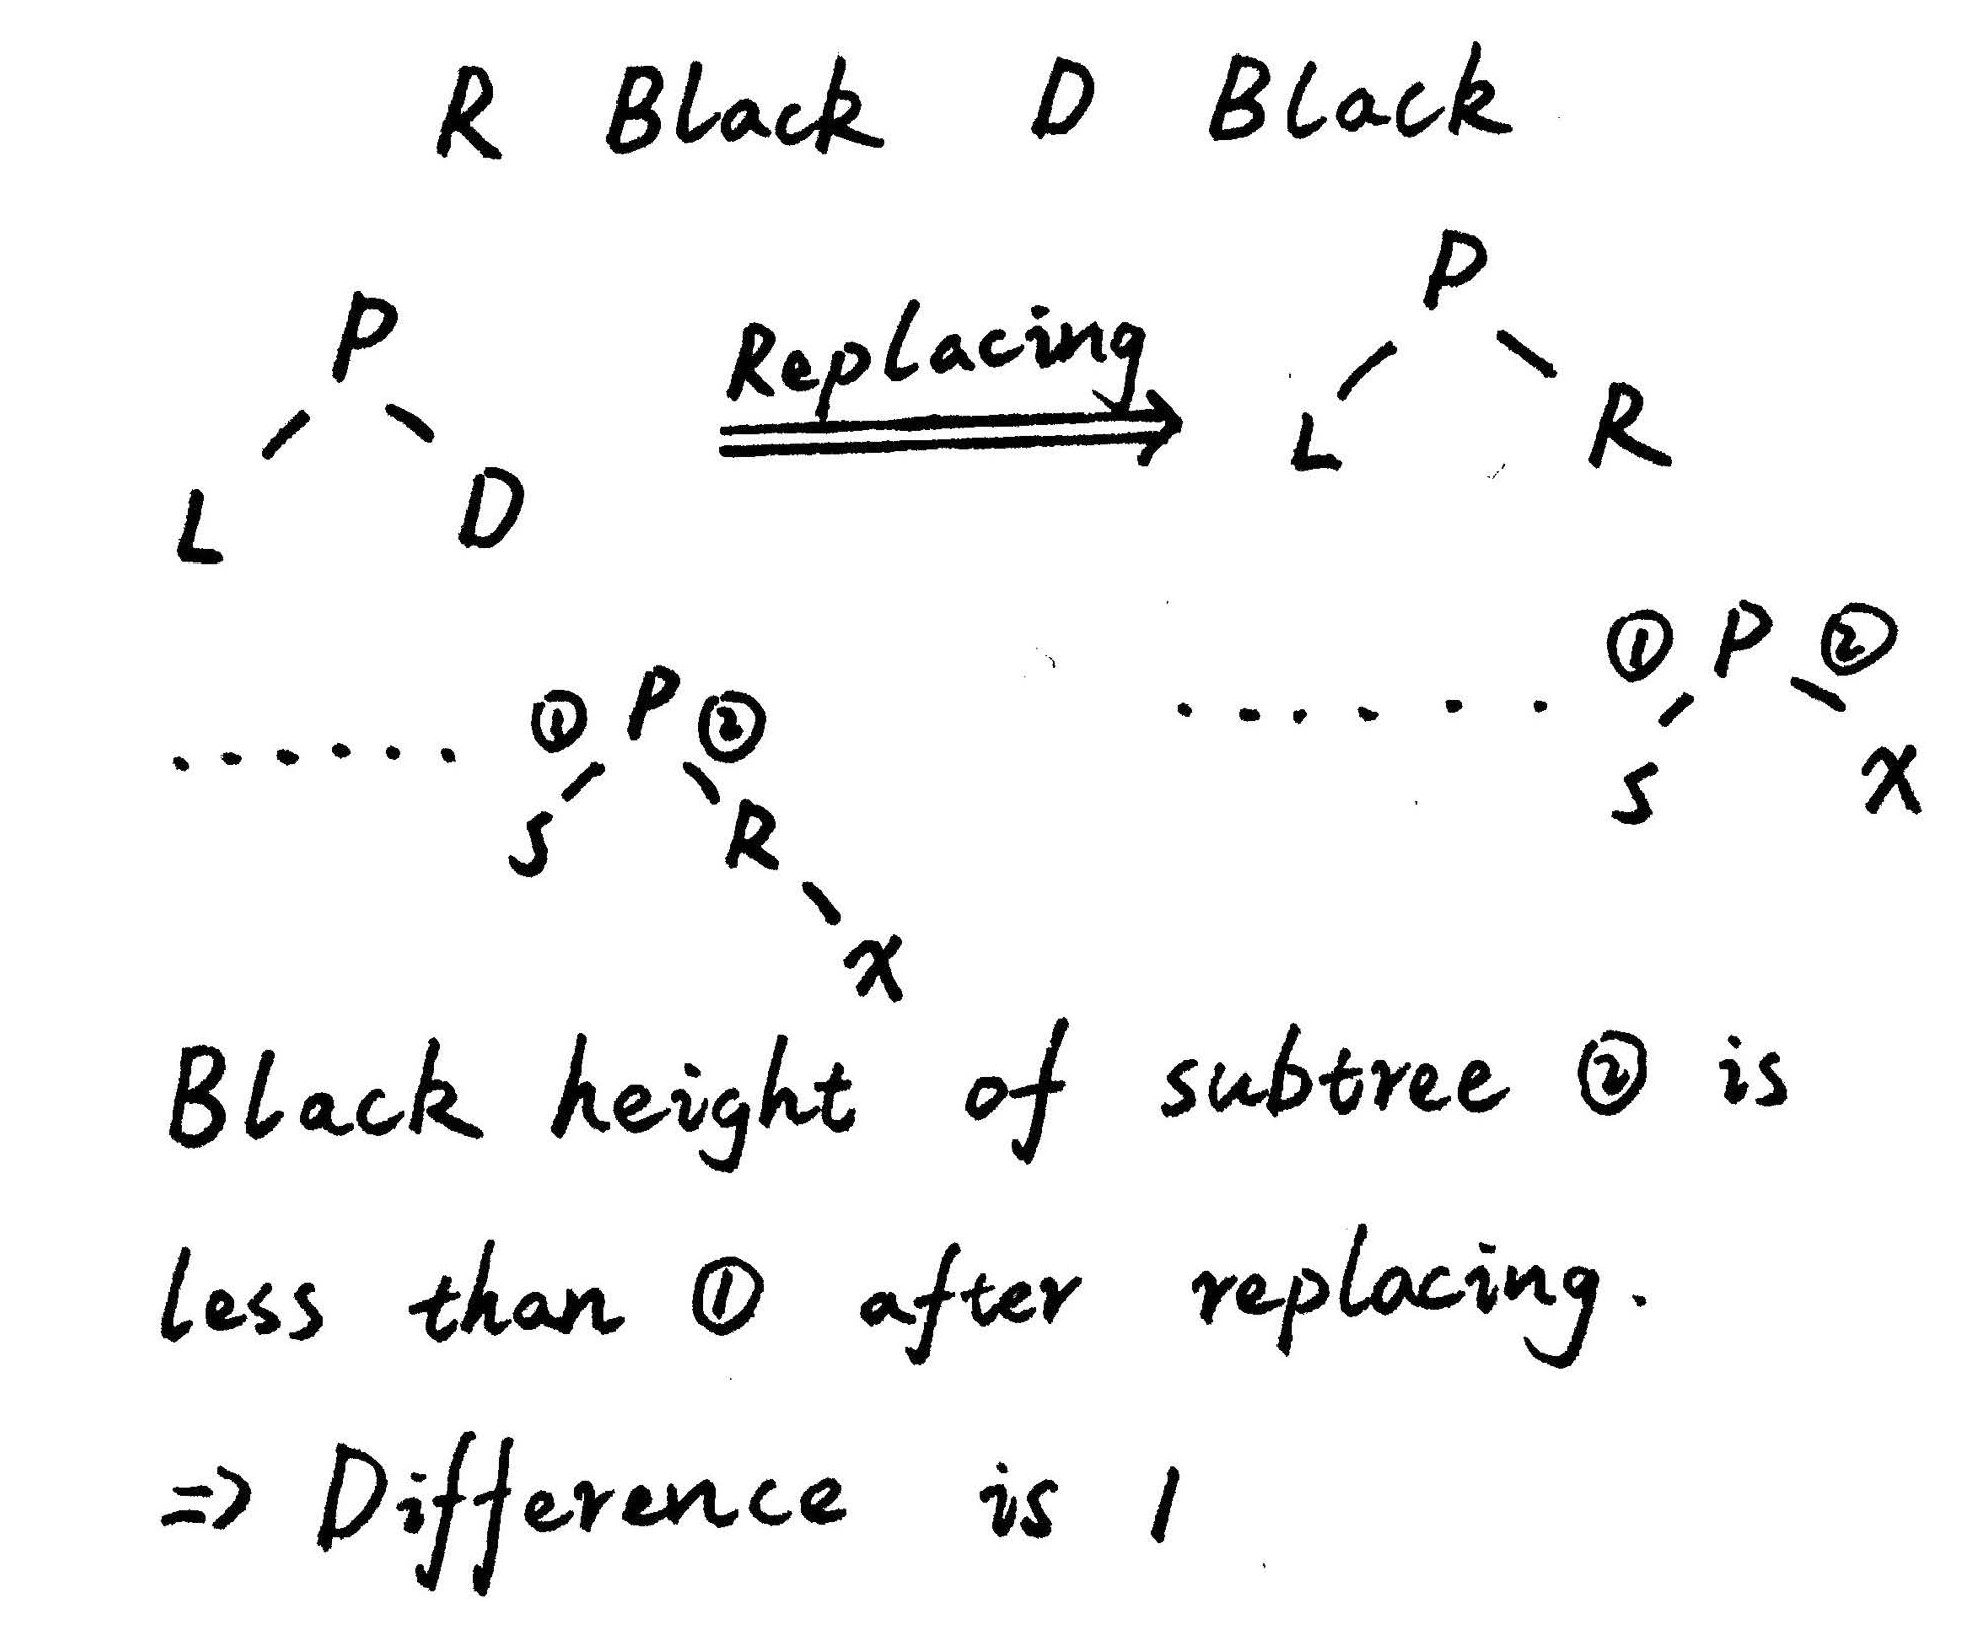 R Black D Black
P
L D
Replacing
P
L R
...... ① P ②
S R
X
...... ① P ②
S X
Black height of subtree ② is
less than ① after replacing.
=> Difference is 1